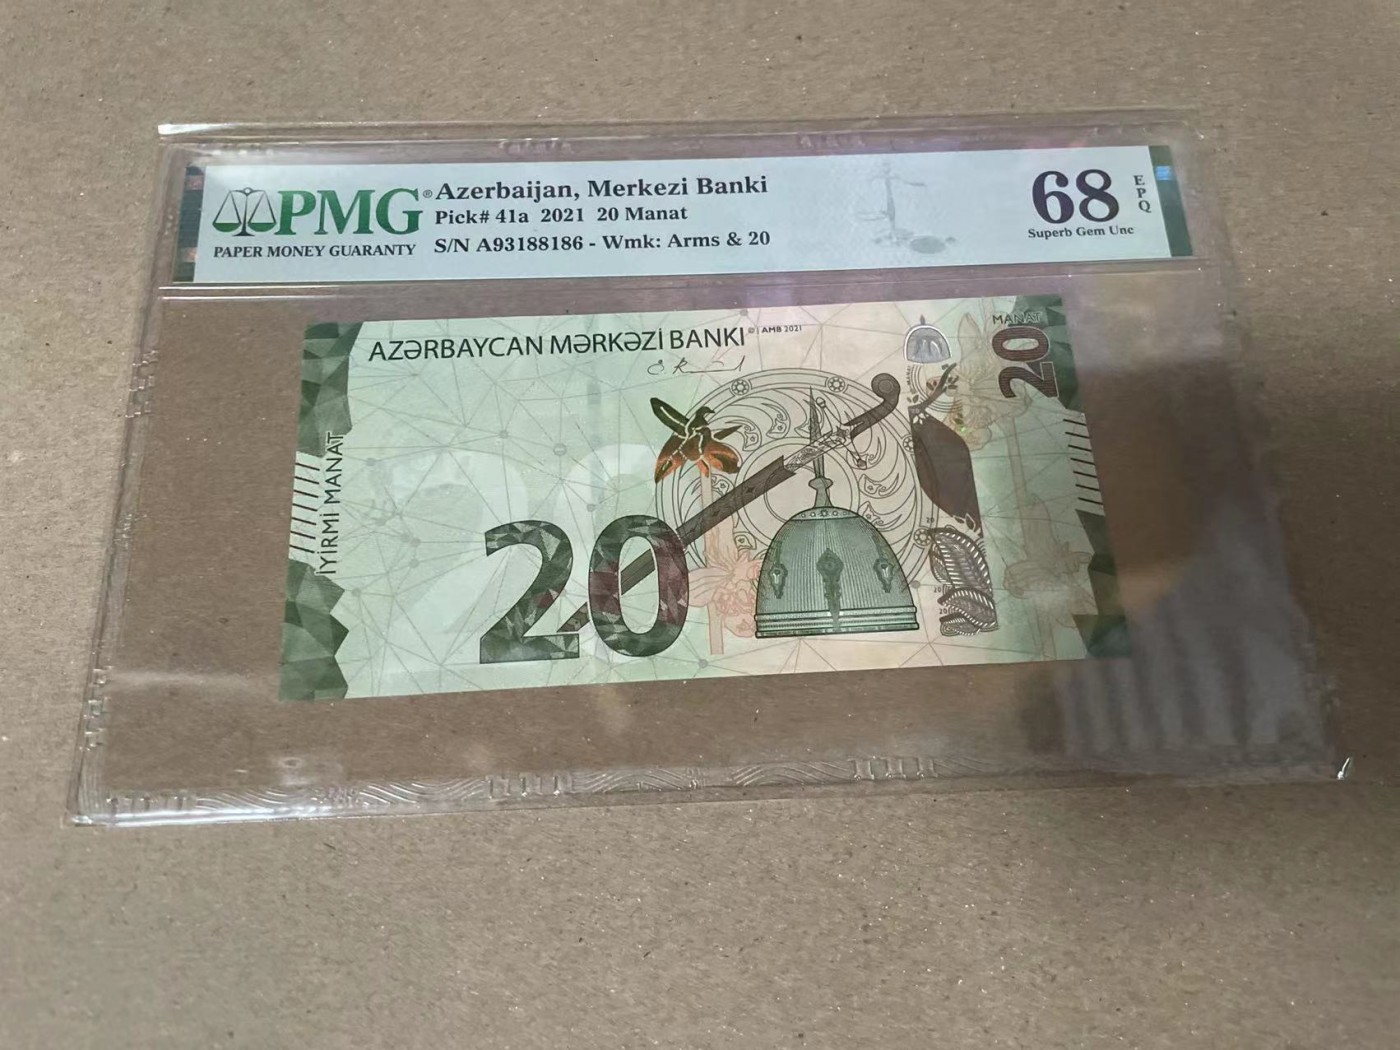 PMG®
PAPER MONEY GUARANTY
Azerbaijan, Merkezi Banki
Pick# 41a 2021 20 Manat
S/N A93188186 - Wmk: Arms & 20
68
EPQ
Superb Gem Unc
AZƏRBAYCAN MƏRKƏZİ BANKI
© AMB 2021
MANAT
20
İYİRMİ MANAT
20